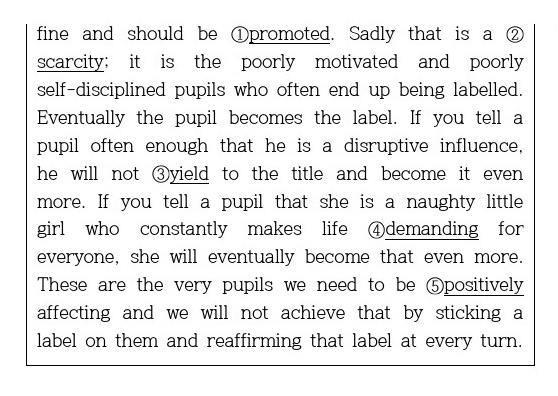 fine and should be ①promoted. Sadly that is a ②
scarcity; it is the poorly motivated and poorly
self-disciplined pupils who often end up being labelled.
Eventually the pupil becomes the label. If you tell a
pupil often enough that he is a disruptive influence,
he will not ③yield to the title and become it even
more. If you tell a pupil that she is a naughty little
girl who constantly makes life ④demanding for
everyone, she will eventually become that even more.
These are the very pupils we need to be ⑤positively
affecting and we will not achieve that by sticking a
label on them and reaffirming that label at every turn.